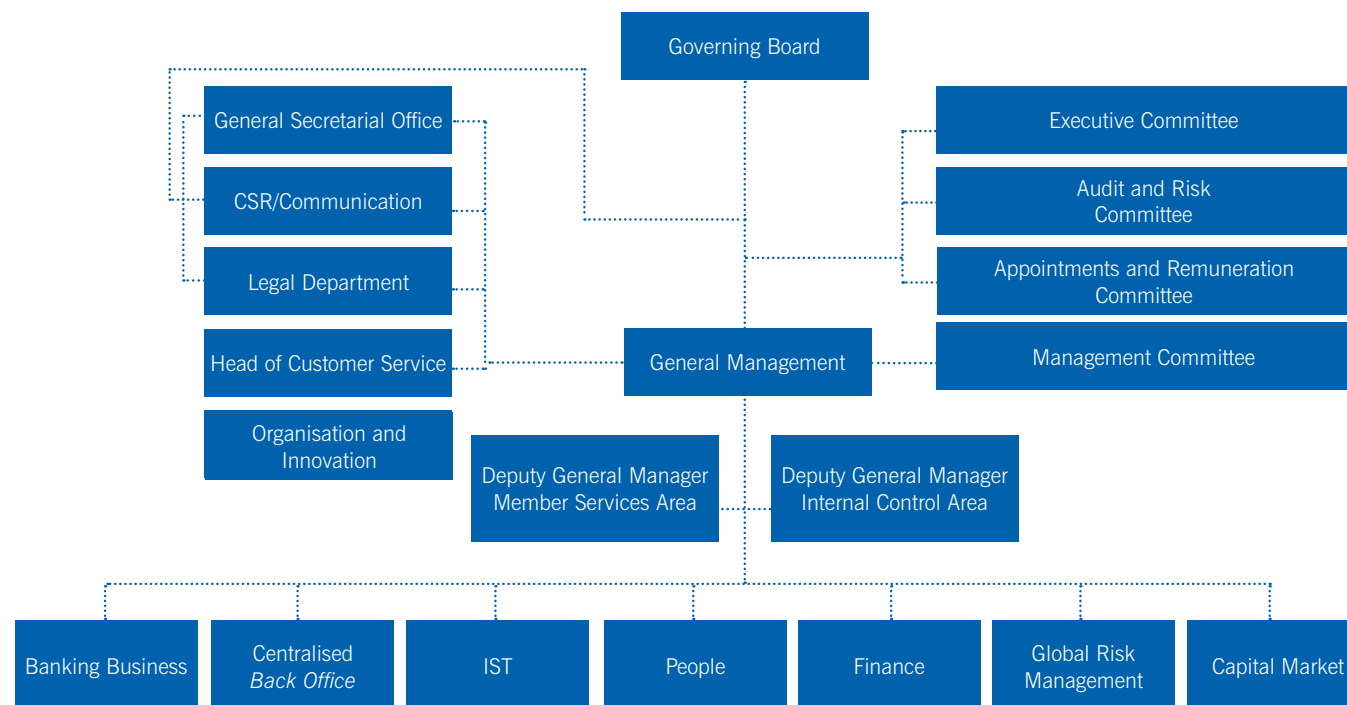 Governing Board
General Secretarial Office
Executive Committee
CSR/Communication
Audit and Risk
Committee
Legal Department
Appointments and Remuneration
Committee
Head of Customer Service
General Management
Management Committee
Organisation and
Innovation
Deputy General Manager
Member Services Area
Deputy General Manager
Internal Control Area
Banking Business
Centralised
Back Office
IST
People
Finance
Global Risk
Management
Capital Market